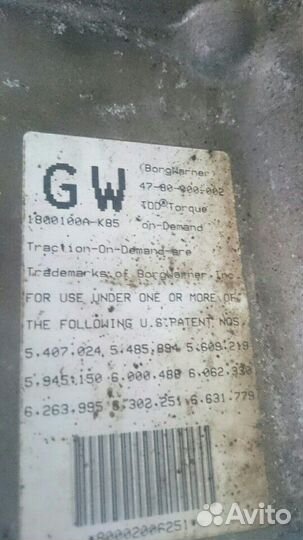 GW
(BorgWarner)
47-80-000-002
TOD®Torque
1800100A-K85
on-Demand
Traction-On-Demand are
Trademarks of BorgWarner Inc
FOR USE UNDER ONE OR MORE OF
THE FOLLOWING U.S PATENT NOS.
5.407.024 5.485.894 5.609.219
5.945.150 6.000.488 6.062.330
6.263.995 6.302.251 6.631.779
*80002006251*
Avito